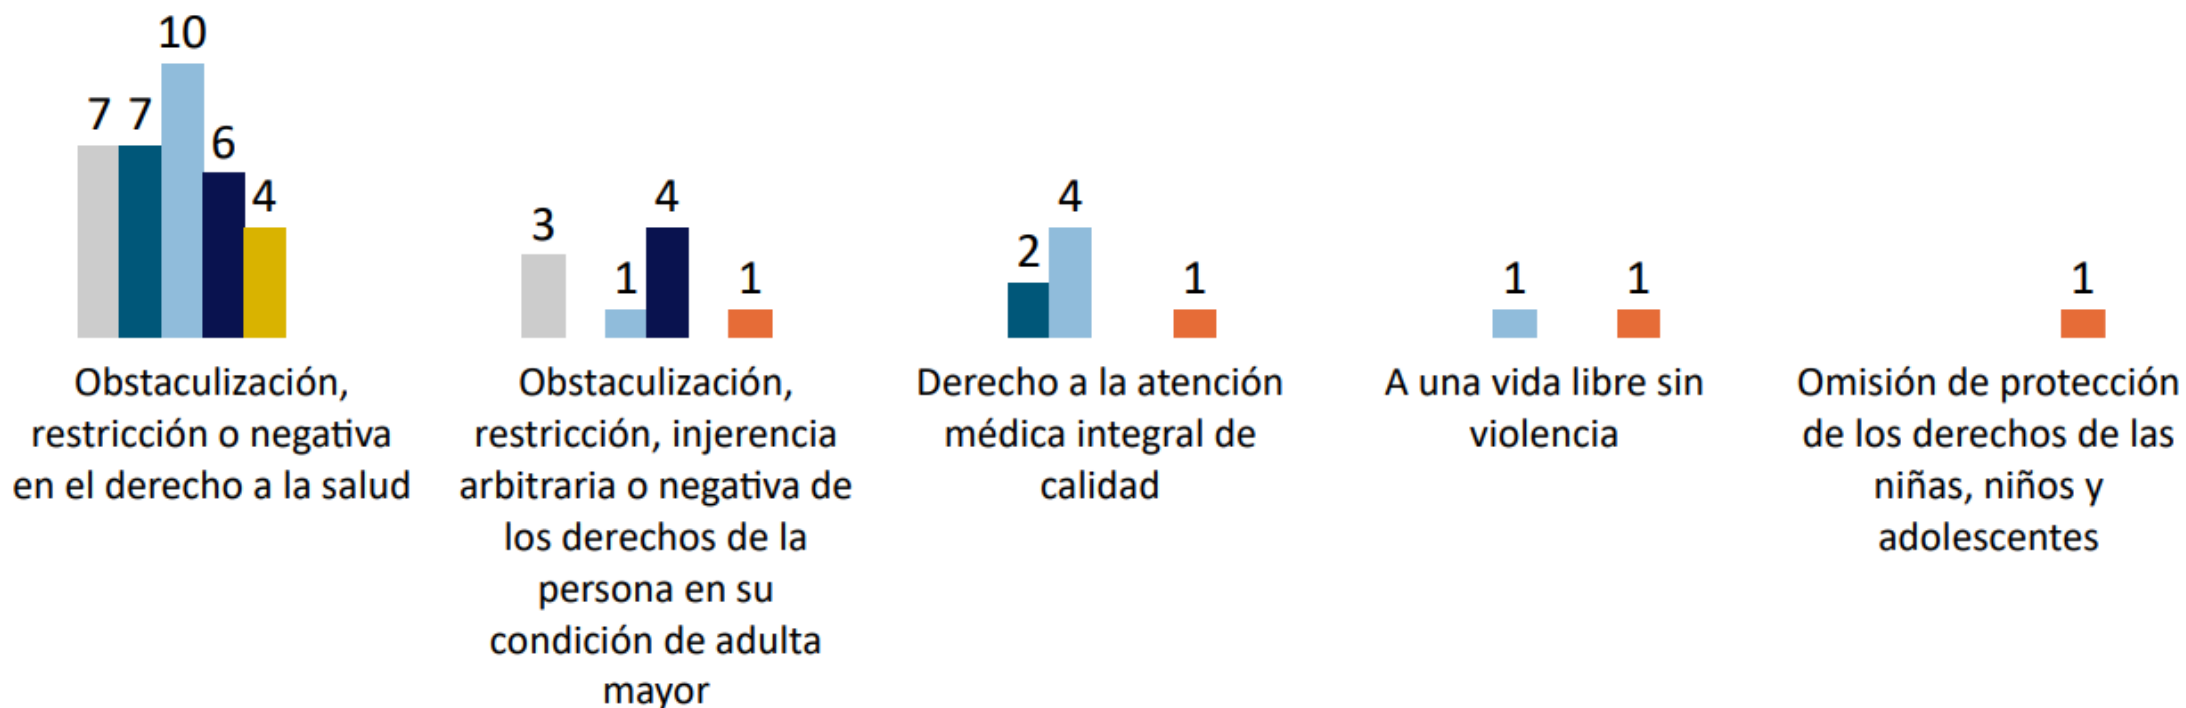 7 7 10 6 4
3 1 4 1
2 4 1
1 1
1
Obstaculización,
restricción o negativa
en el derecho a la salud
Obstaculización,
restricción, injerencia
arbitraria o negativa de
los derechos de la
persona en su
condición de adulta
mayor
Derecho a la atención
médica integral de
calidad
A una vida libre sin
violencia
Omisión de protección
de los derechos de las
niñas, niños y
adolescentes